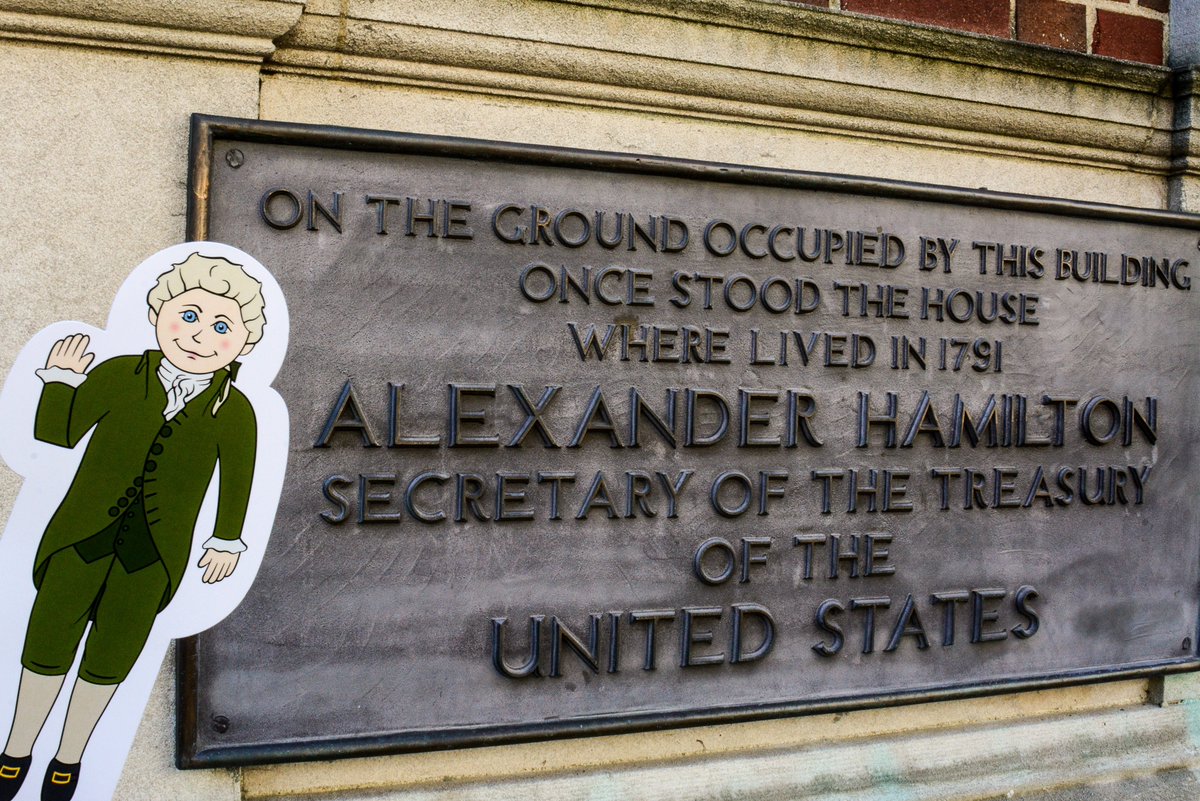 ON THE GROUND OCCUPIED BY THIS BUILDING
ONCE STOOD THE HOUSE
WHERE LIVED IN 1791
ALEXANDER HAMILTON
SECRETARY OF THE TREASURY
OF THE
UNITED STATES